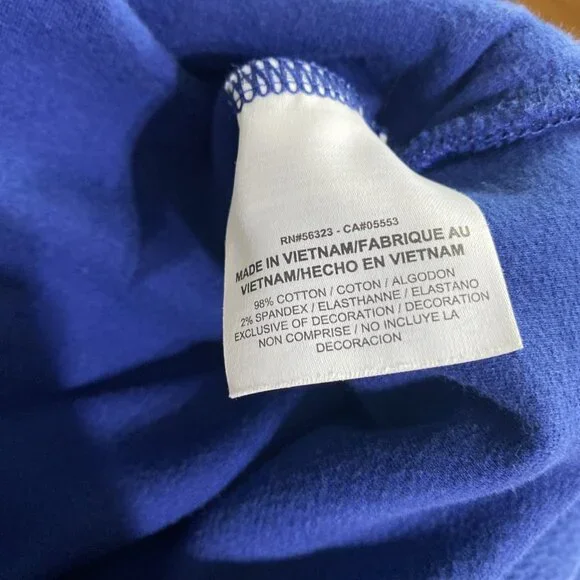 RN#56323 - CA#05553
MADE IN VIETNAM/FABRIQUE AU
VIETNAM/HECHO EN VIETNAM
98% COTTON / COTON / ALGODON
2% SPANDEX / ELASTHANNE / ELASTANO
EXCLUSIVE OF DECORATION / DECORATION
NON COMPRISE / NO INCLUYE LA
DECORACION